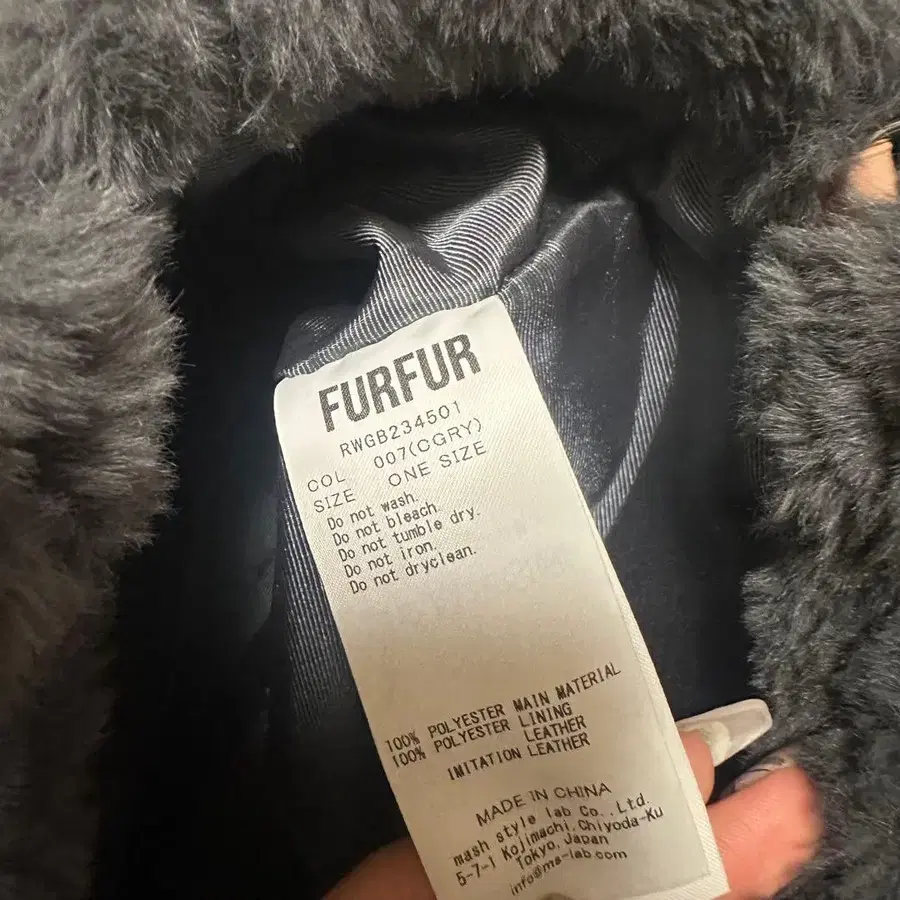 FURFUR
RWGB234501
COL 007(CGRY)
SIZE ONE SIZE
Do not wash.
Do not bleach.
Do not tumble dry.
Do not iron.
Do not dryclean.
100% POLYESTER MAIN MATERIAL
100% POLYESTER LINING
LEATHER
IMITATION LEATHER
MADE IN CHINA
mash style lab Co.,Ltd.
5-7-1 Kojimachi,Chiyoda-Ku
Tokyo,Japan
info@ms-lab.com